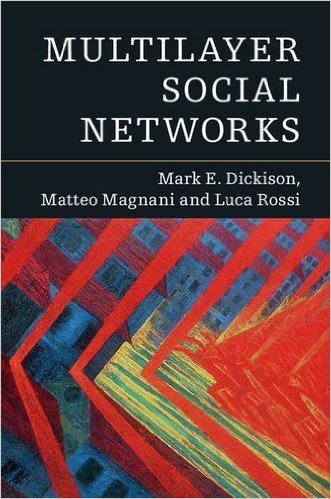 MULTILAYER
SOCIAL
NETWORKS
Mark E. Dickison,
Matteo Magnani and Luca Rossi